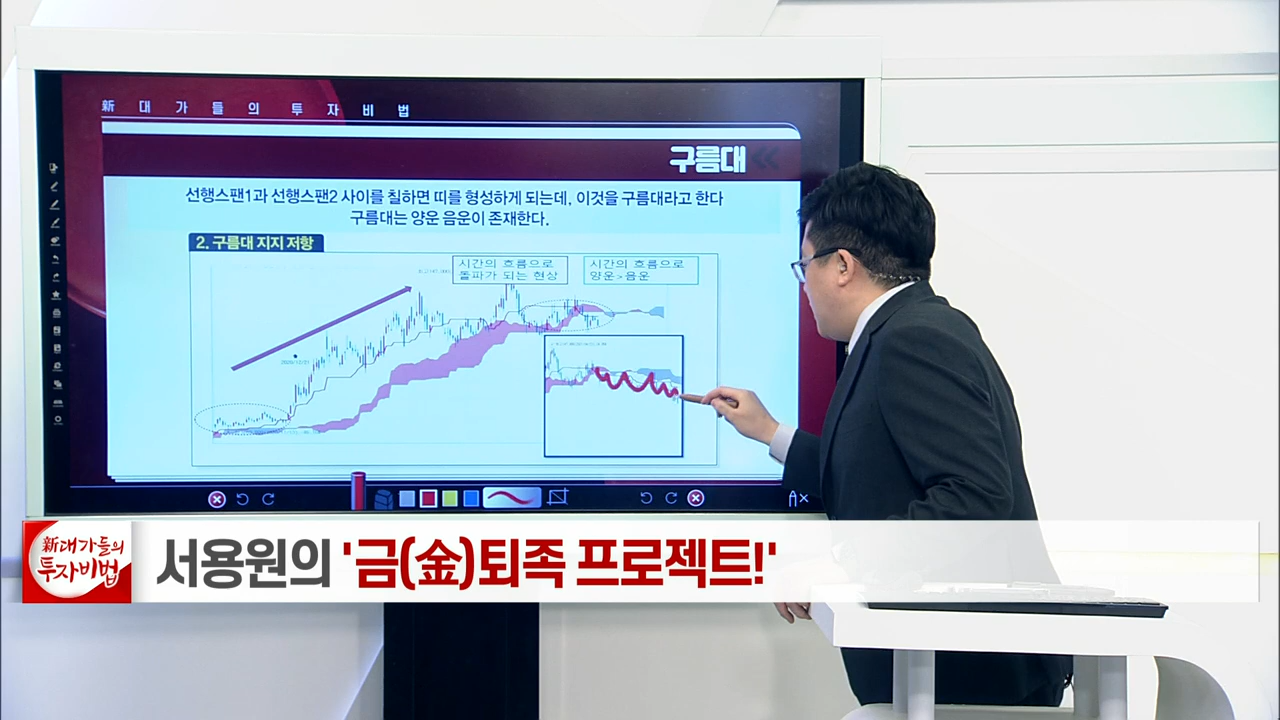 新 대 가 들 의 투 자 비 법
구름대
선행스팬1과 선행스팬2 사이를 칠하면 띠를 형성하게 되는데, 이것을 구름대라고 한다
구름대는 양운 음운이 존재한다.
2. 구름대 지지 저항
시간의 흐름으로
돌파가 되는 현상
시간의 흐름으로
양운>음운
新대가들의
투자비법
서용원의 '금(金)퇴족 프로젝트!'